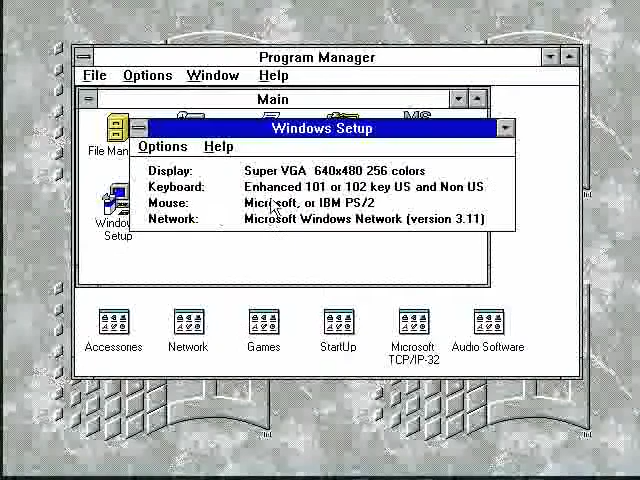 Program Manager
File Options Window Help
Main
MS
File Man
Windows Setup
Options Help
Display: Super VGA 640x480 256 colors
Keyboard: Enhanced 101 or 102 key US and Non US
Mouse: Microsoft, or IBM PS/2
Network: Microsoft Windows Network (version 3.11)
Window
Setup
Accessories
Network
Games
StartUp
Microsoft
TCP/IP-32
Audio Software